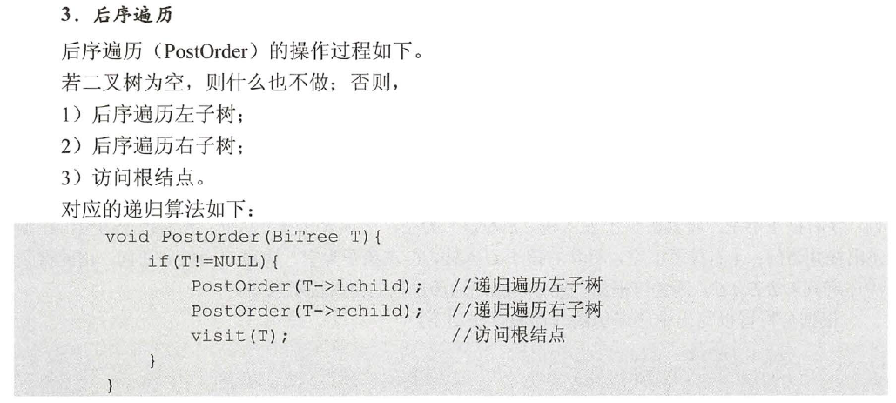 3．后序遍历
后序遍历（PostOrder）的操作过程如下。
若二叉树为空，则什么也不做；否则，
1）后序遍历左子树；
2）后序遍历右子树；
3）访问根结点。
对应的递归算法如下：
void PostOrder(BiTree T){
if(T!=NULL){
PostOrder(T->lchild); //递归遍历左子树
PostOrder(T->rchild); //递归遍历右子树
visit(T); //访问根结点
}
}